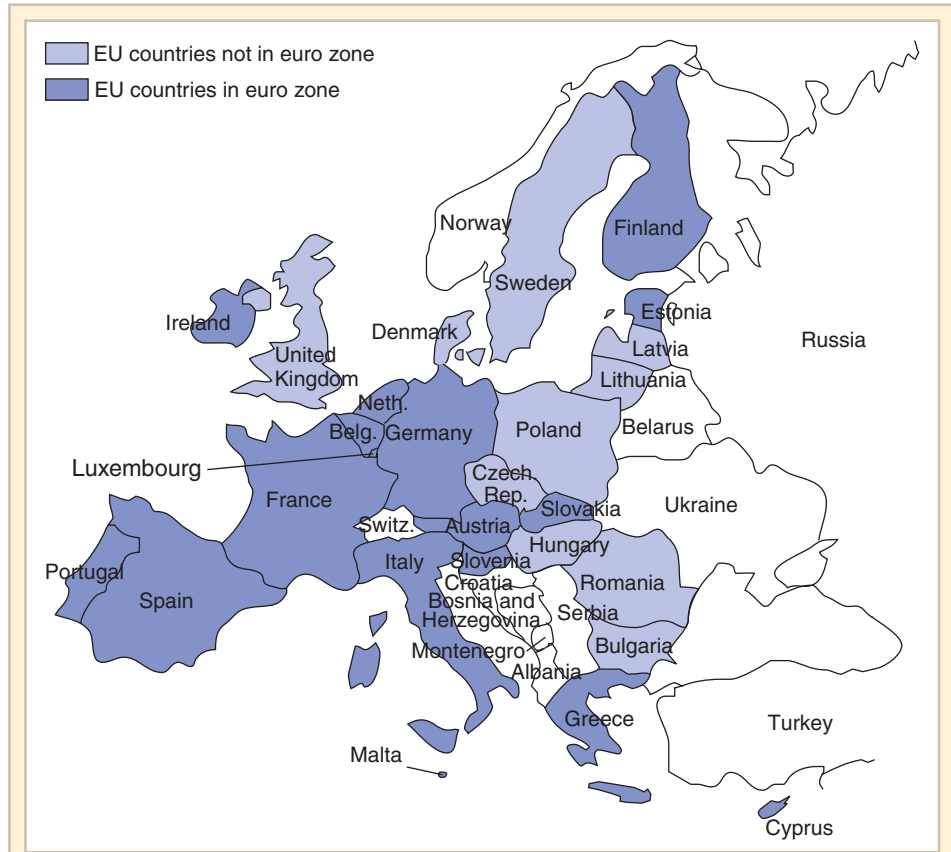 EU countries not in euro zone
EU countries in euro zone
Norway
Finland
Sweden
Estonia
Ireland
Denmark
Russia
Latvia
United
Kingdom
Lithuania
Neth.
Belg.
Germany
Poland
Belarus
Luxembourg
Czech.
Rep.
France
Ukraine
Slovakia
Switz.
Austria
Hungary
Italy
Slovenia
Portugal
Croatia
Romania
Spain
Bosnia and
Herzegovina
Serbia
Montenegro
Bulgaria
Albania
Greece
Turkey
Malta
Cyprus